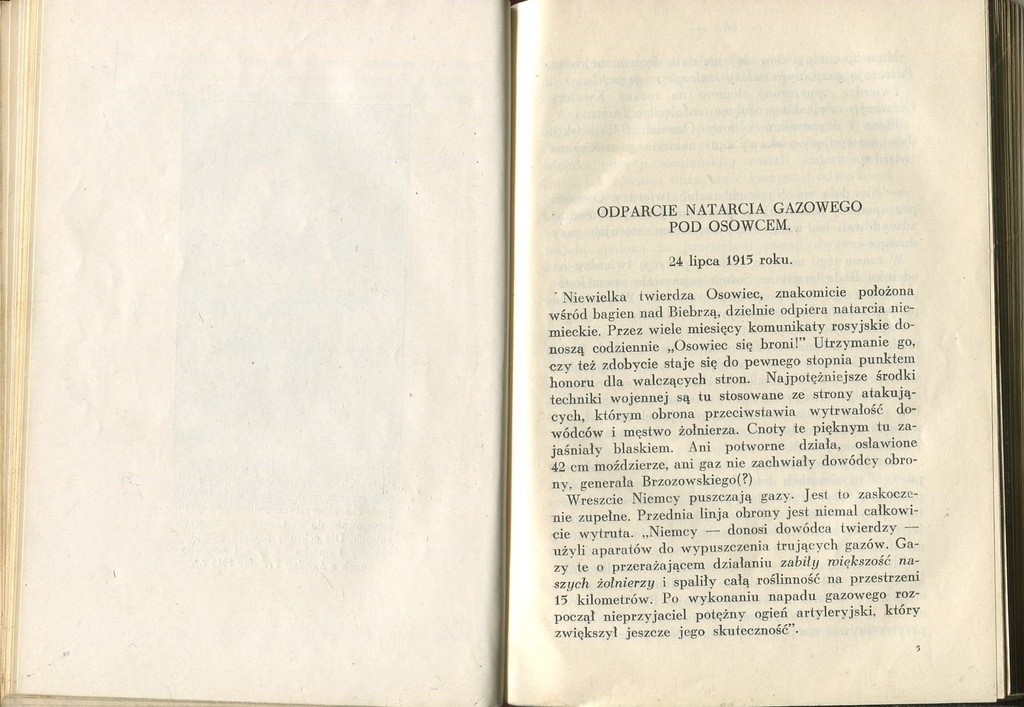 ODPARCIE NATARCIA GAZOWEGO
POD OSOWCEM.
24 lipca 1915 roku.
Niewielka twierdza Osowiec, znakomicie położona
wśród bagien nad Biebrzą, dzielnie odpiera natarcia nie-
mieckie. Przez wiele miesięcy komunikaty rosyjskie do-
noszą codziennie „Osowiec się broni!" Utrzymanie go,
czy też zdobycie staje się do pewnego stopnia punktem
honoru dla walczących stron. Najpotężniejsze środki
techniki wojennej są tu stosowane ze strony atakują-
cych, którym obrona przeciwstawia wytrwałość do-
wódców i męstwo żołnierza. Cnoty te pięknym tu za-
jaśniały blaskiem. Ani potworne działa, osławione
42 cm moździerze, ani gaz nie zachwiały dowódcy obro-
ny, generała Brzozowskiego(?)
Wreszcie Niemcy puszczają gazy. Jest to zaskocze-
nie zupełne. Przednia linja obrony jest niemal całkowi-
cie wytruta. „Niemcy — donosi dowódca twierdzy —
użyli aparatów do wypuszczenia trujących gazów. Ga-
zy te o przerażającem działaniu zabiły większość na-
szych żołnierzy i spaliły całą roślinność na przestrzeni
15 kilometrów. Po wykonaniu napadu gazowego roz-
począł nieprzyjaciel potężny ogień artyleryjski, który
zwiększył jeszcze jego skuteczność".
5